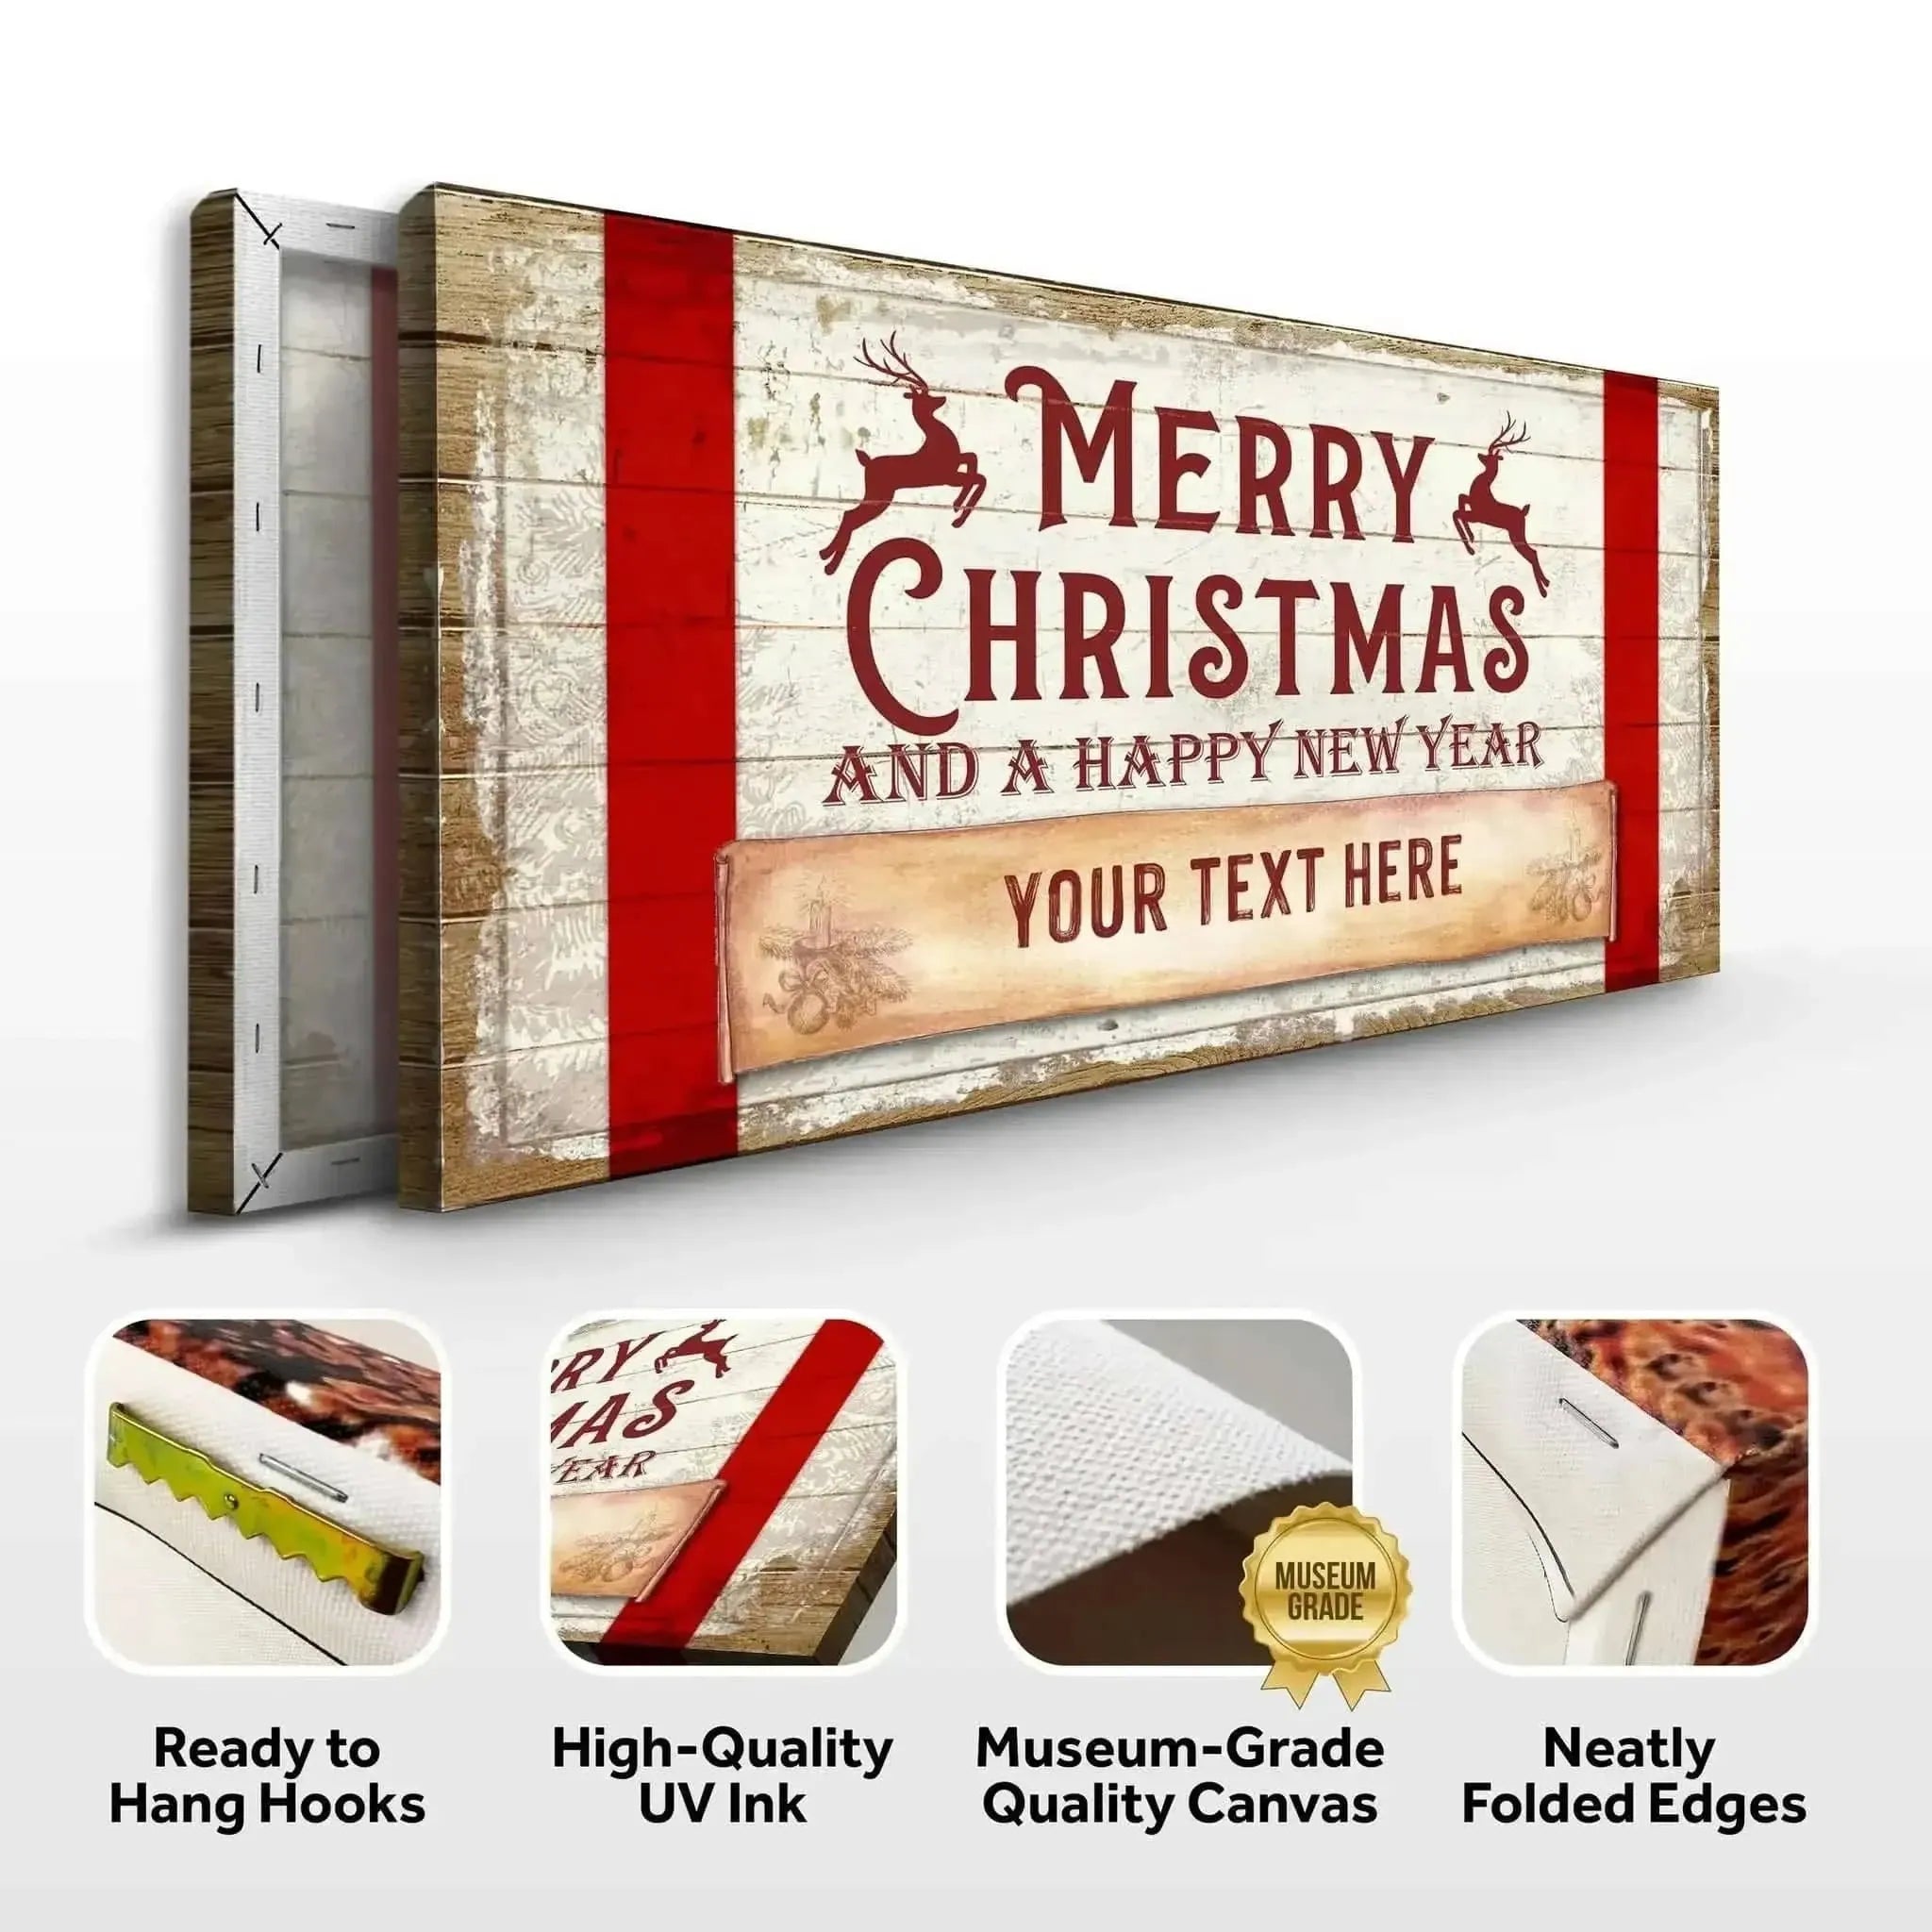 MERRY
CHRISTMAS
AND A HAPPY NEW YEAR
YOUR TEXT HERE
RRY
MAS
YEAR
MUSEUM
GRADE
Ready to
Hang Hooks
High-Quality
UV Ink
Museum-Grade
Quality Canvas
Neatly
Folded Edges